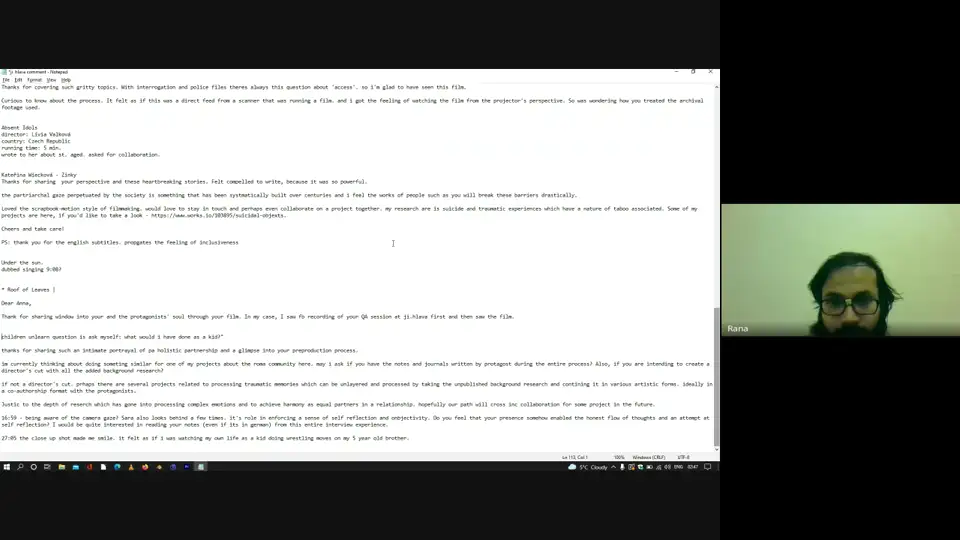 hlava comment - Notepad
File Edit Format View Help
Thanks for covering such gritty topics. With interrogation and police files theres always this question about 'access'. so i'm glad to have seen this film.
Curious to know about the process. It felt as if this was a direct feed from a scanner that was running a film. and i got the feeling of watching the film from the projector's perspective. So was wondering how you treated the archival
footage used.
Absent Idols
director: Livia Valková
country: Czech Republic
running time: 5 min.
wrote to her about st. aged. asked for collaboration.
Kateřina Wiecková - Zinky
Thanks for sharing your perspective and these heartbreaking stories. Felt compelled to write, because it was so powerful.
the patriarchial gaze perpetuated by the society is something that has been systmatically built over centuries and i feel the works of people such as you will break these barriers drastically.
Loved the scrapbook-motion style of filmmaking. would love to stay in touch and perhaps even collaborate on a project together. my research are is suicide and traumatic experiences which have a nature of taboo associated. Some of my
projects are here, if you'd like to take a look - https://www.works.io/103895/suicidal-objekts.
Cheers and take care!
PS: thank you for the english subtitles. propgates the feeling of inclusiveness
Under the sun.
dubbed singing 9:00?
* Roof of Leaves |
Dear Anna,
Thank for sharing window into your and the protagonists' soul through your film. In my case, I saw fb recording of your QA session at ji.hlava first and then saw the film.
children unlearn question is ask myself: what would i have done as a kid?"
thanks for sharing such an intimate portrayal of pa holistic partnership and a glimpse into your preproduction process.
im currently thinking about doing someting similar for one of my projects about the roma community here. may i ask if you have the notes and journals written by protagost during the entire process? Also, if you are intending to create a
director's cut with all the added background research?
if not a director's cut. prhaps there are several projects related to processing traumatic memories which can be unlayered and processed by taking the unpublished background research and contining it in various artistic forms. ideally in
a co-authorship format with the protagonists.
Justic to the depth of reserch which has gone into processing complex emotions and to achieve harmony as equal partners in a relationship. hopefully our path will cross inc collaboration for some project in the future.
16:59 - being aware of the camera gaze? Sara also looks behind a few times. it's role in enforcing a sense of self reflection and onbjectivity. Do you feel that your presence somehow enabled the honest flow of thoughts and an attempt at
self reflection? I would be quite interested in reading your notes (even if its in german) from this entire interview experience.
27:05 the close up shot made me smile. it felt as if i was watching my own life as a kid doing wrestling moves on my 5 year old brother.
Ln 113, Col 1 100% Windows (CRLF) UTF-8
5°C Cloudy ENG
Rana